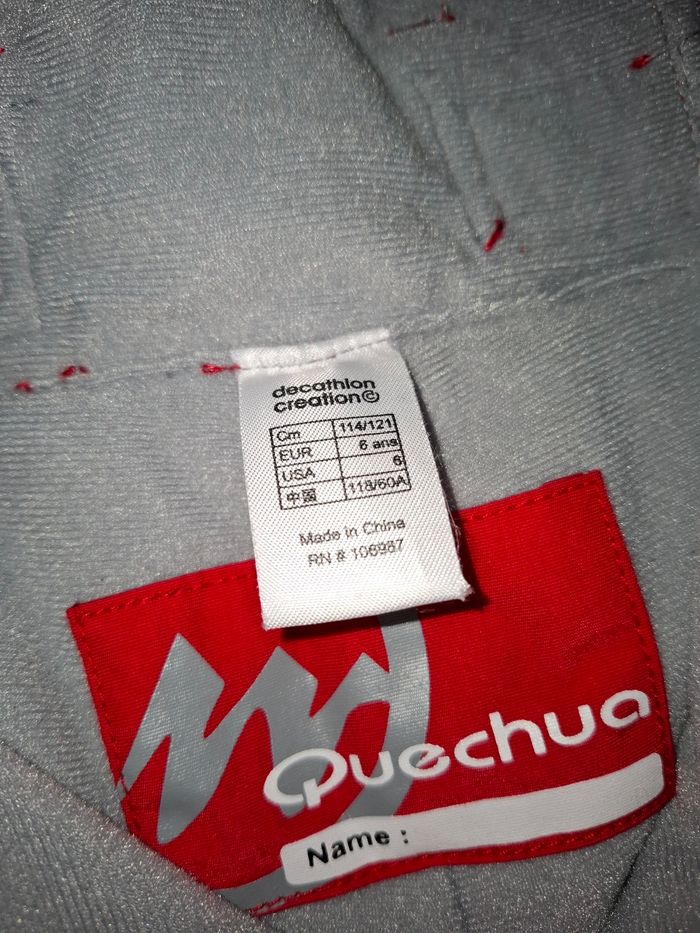 decathlon
creation©
Cm 114/121
EUR 6 ans
USA 6
中国 118/60A
Made in China
RN # 106987
Quechua
Name :